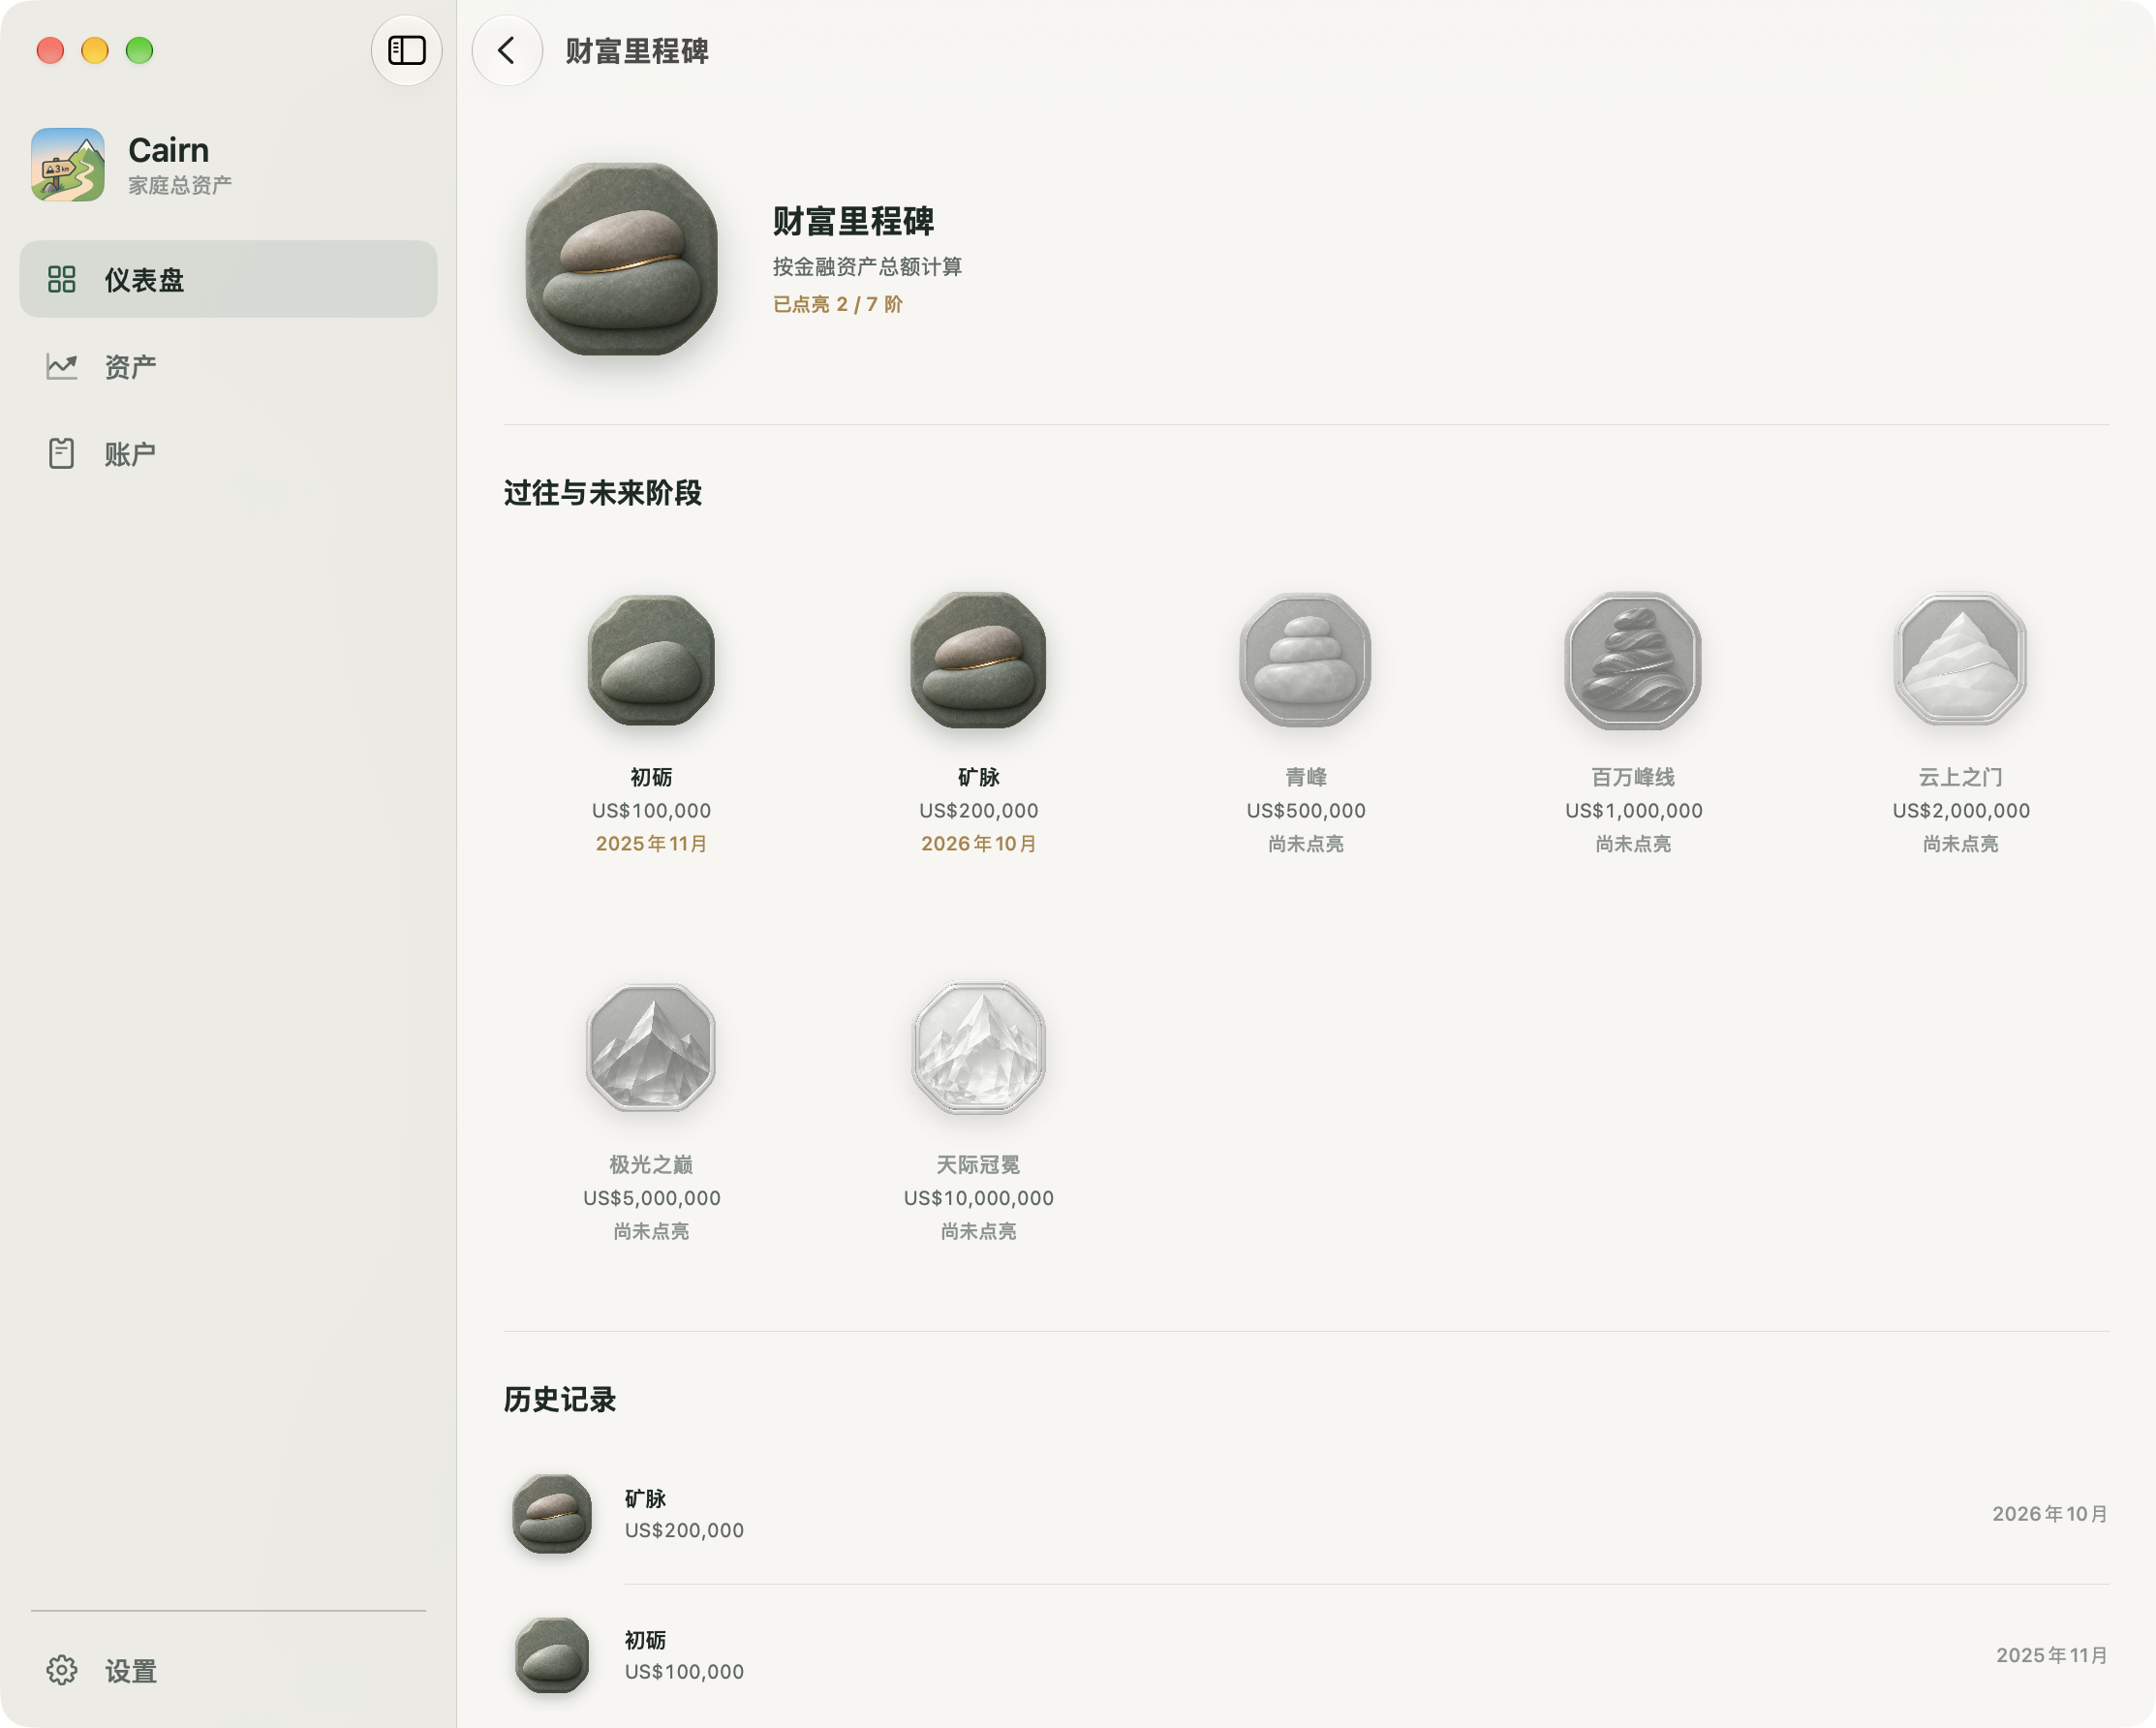 财富里程碑
Cairn
家庭总资产
仪表盘
资产
账户
设置
财富里程碑
按金融资产总额计算
已点亮 2 / 7 阶
过往与未来阶段
初砺
US$100,000
2025年11月
矿脉
US$200,000
2026年10月
青峰
US$500,000
尚未点亮
百万峰线
US$1,000,000
尚未点亮
云上之门
US$2,000,000
尚未点亮
极光之巅
US$5,000,000
尚未点亮
天际冠冕
US$10,000,000
尚未点亮
历史记录
矿脉
US$200,000
2026年10月
初砺
US$100,000
2025年11月